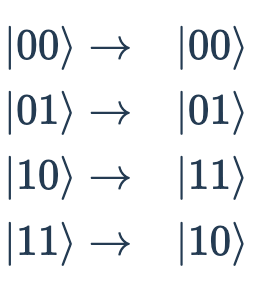 |00⟩ → |00⟩
|01⟩ → |01⟩
|10⟩ → |11⟩
|11⟩ → |10⟩